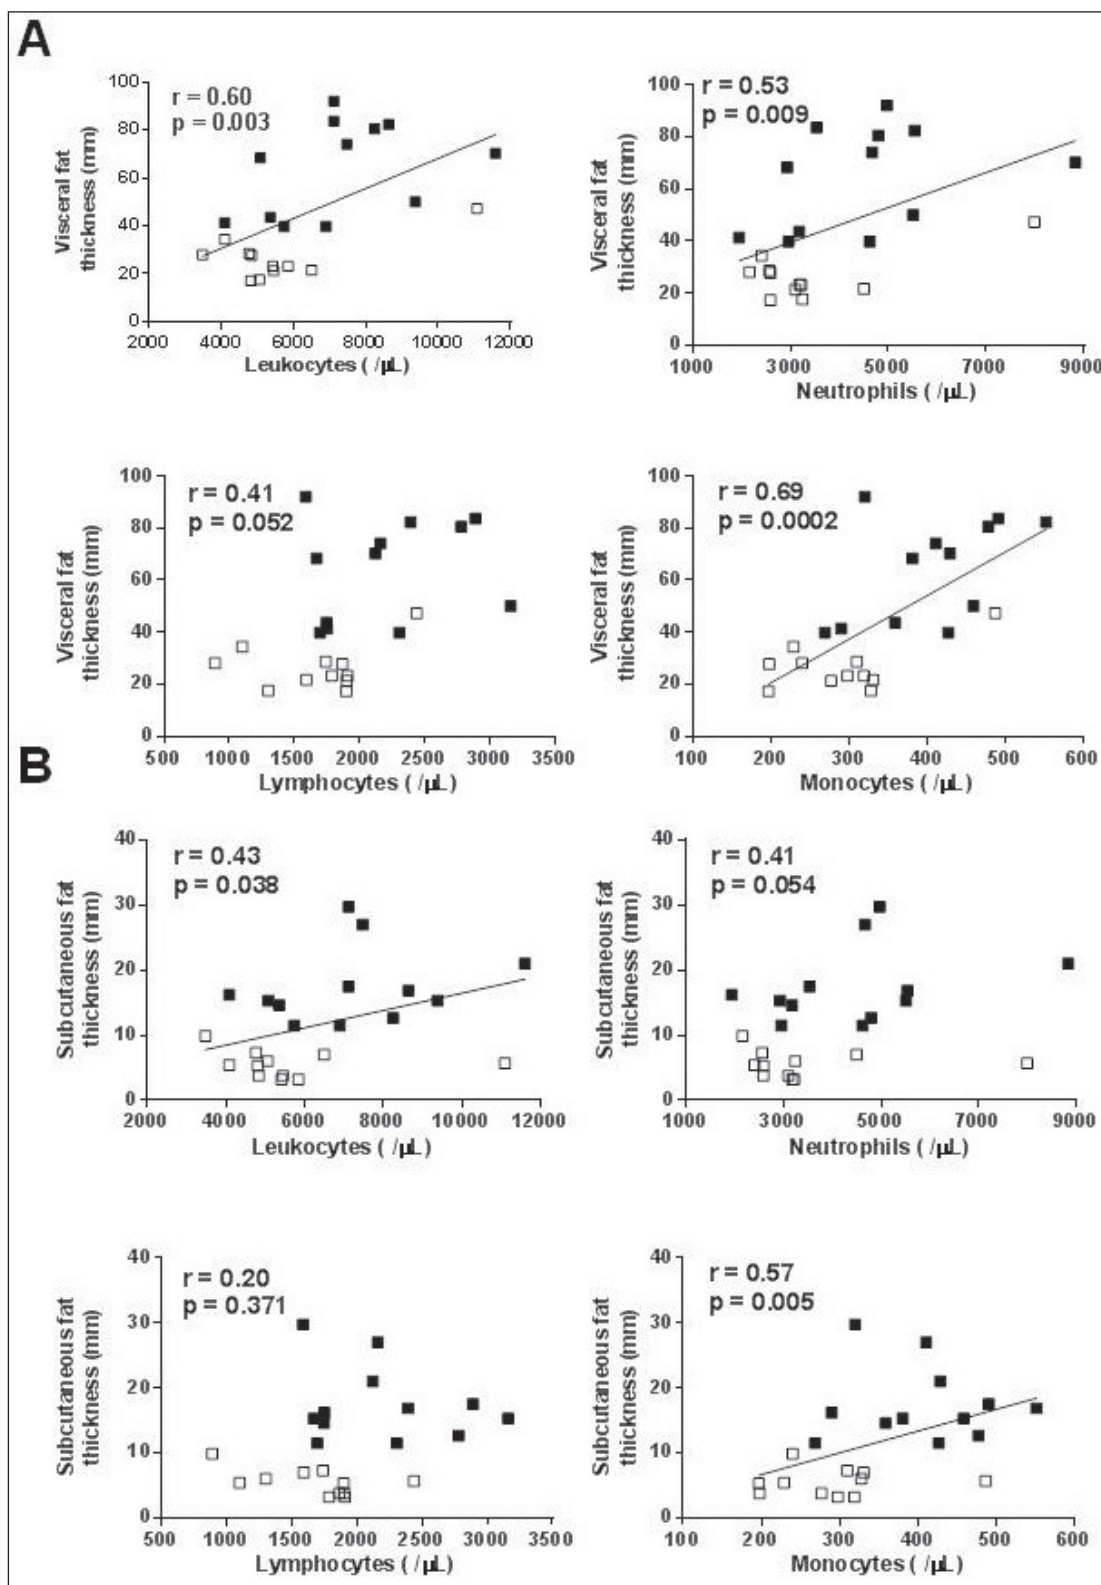 A
r = 0.60
p = 0.003
Visceral fat
thickness (mm)
100
80
60
40
20
0
2000 4000 6000 8000 10000 12000
Leukocytes ( /µL)
r = 0.53
p = 0.009
Visceral fat
thickness (mm)
100
80
60
40
20
0
1000 3000 5000 7000 9000
Neutrophils ( /µL)
r = 0.41
p = 0.052
Visceral fat
thickness (mm)
100
80
60
40
20
0
500 1000 1500 2000 2500 3000 3500
Lymphocytes ( /µL)
r = 0.69
p = 0.0002
Visceral fat
thickness (mm)
100
80
60
40
20
0
100 200 300 400 500 600
Monocytes ( /µL)
B
r = 0.43
p = 0.038
Subcutaneous fat
thickness (mm)
40
30
20
10
0
2000 4000 6000 8000 10000 12000
Leukocytes ( /µL)
r = 0.41
p = 0.054
Subcutaneous fat
thickness (mm)
40
30
20
10
0
1000 3000 5000 7000 9000
Neutrophils ( /µL)
r = 0.20
p = 0.371
Subcutaneous fat
thickness (mm)
40
30
20
10
0
500 1000 1500 2000 2500 3000 3500
Lymphocytes ( /µL)
r = 0.57
p = 0.005
Subcutaneous fat
thickness (mm)
40
30
20
10
0
100 200 300 400 500 600
Monocytes ( /µL)